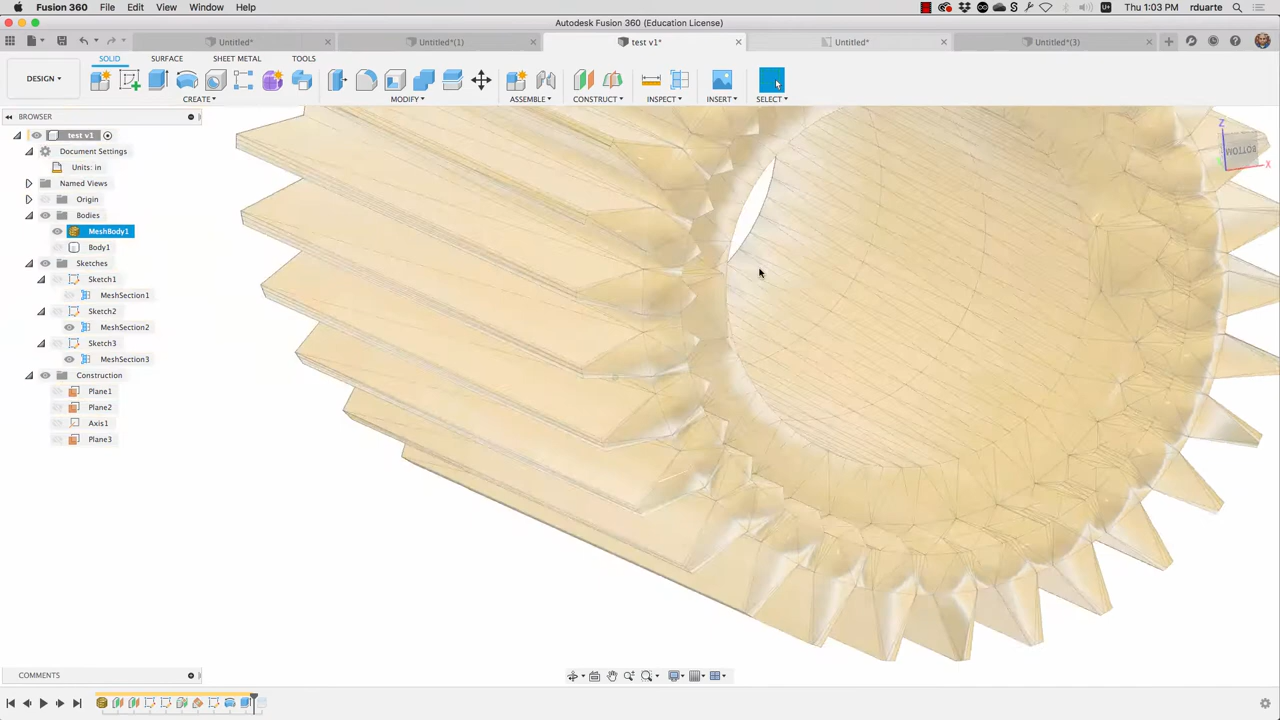 Fusion 360 File Edit View Window Help
Thu 1:03 PM rduarte
Autodesk Fusion 360 (Education License)
Untitled* Untitled*(1) test v1* Untitled* Untitled*(3)
SOLID SURFACE SHEET METAL TOOLS
DESIGN CREATE MODIFY ASSEMBLE CONSTRUCT INSPECT INSERT SELECT
BROWSER
test v1
Document Settings
Units: in
Named Views
Origin
Bodies
MeshBody1
Body1
Sketches
Sketch1
MeshSection1
Sketch2
MeshSection2
Sketch3
MeshSection3
Construction
Plane1
Plane2
Axis1
Plane3
Z
BOTTOM
X
COMMENTS